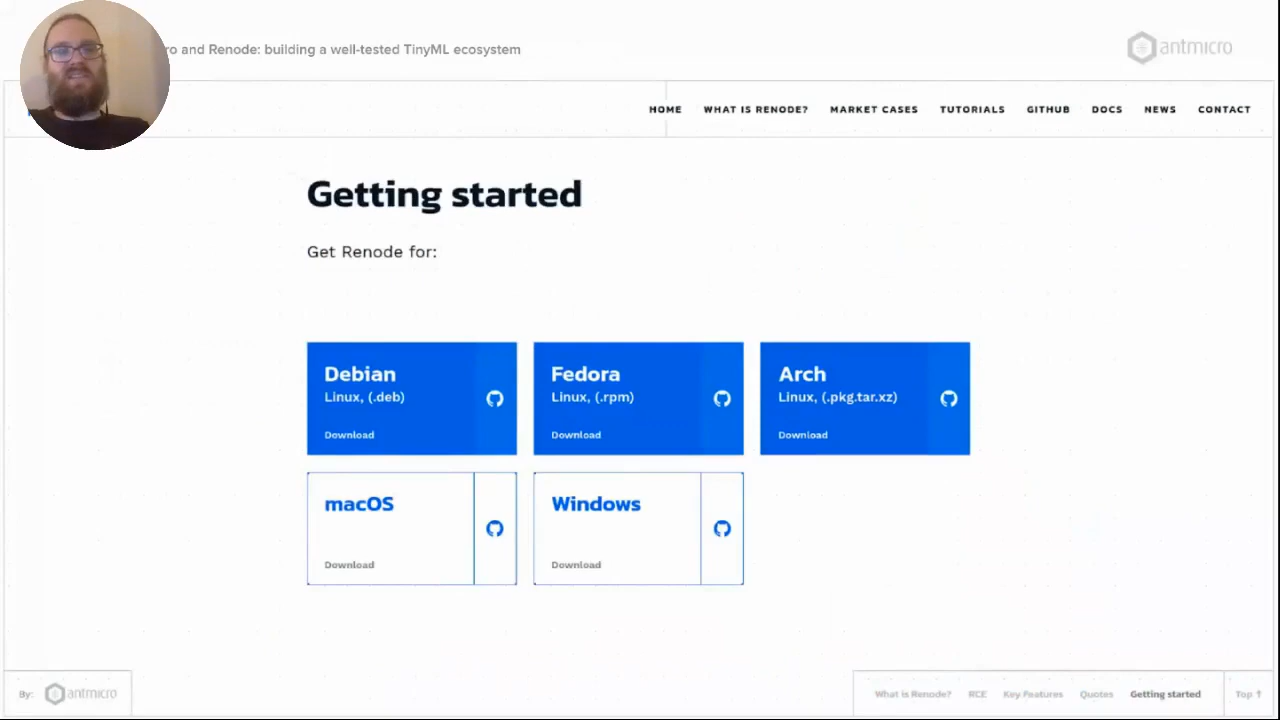 ro and Renode: building a well-tested TinyML ecosystem
antmicro
HOME WHAT IS RENODE? MARKET CASES TUTORIALS GITHUB DOCS NEWS CONTACT
Getting started
Get Renode for:
Debian
Linux, (.deb)
Download
Fedora
Linux, (.rpm)
Download
Arch
Linux, (.pkg.tar.xz)
Download
macOS
Download
Windows
Download
By: antmicro
What is Renode? RCE Key Features Quotes Getting started Top ↑